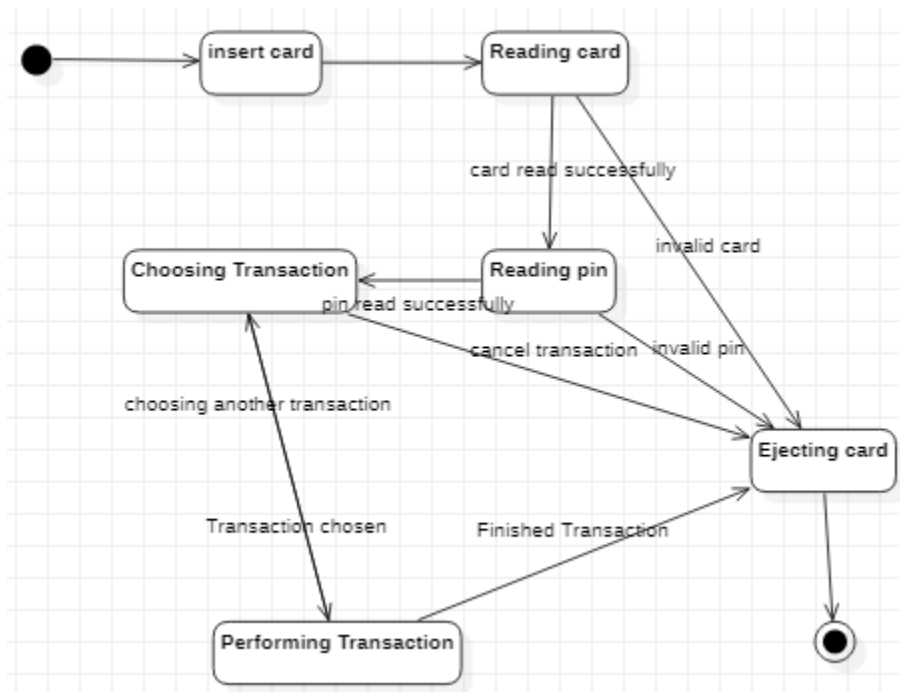 insert card
Reading card
card read successfully
invalid card
Choosing Transaction
Reading pin
pin read successfully
cancel transaction
invalid pin
choosing another transaction
Ejecting card
Transaction chosen
Finished Transaction
Performing Transaction